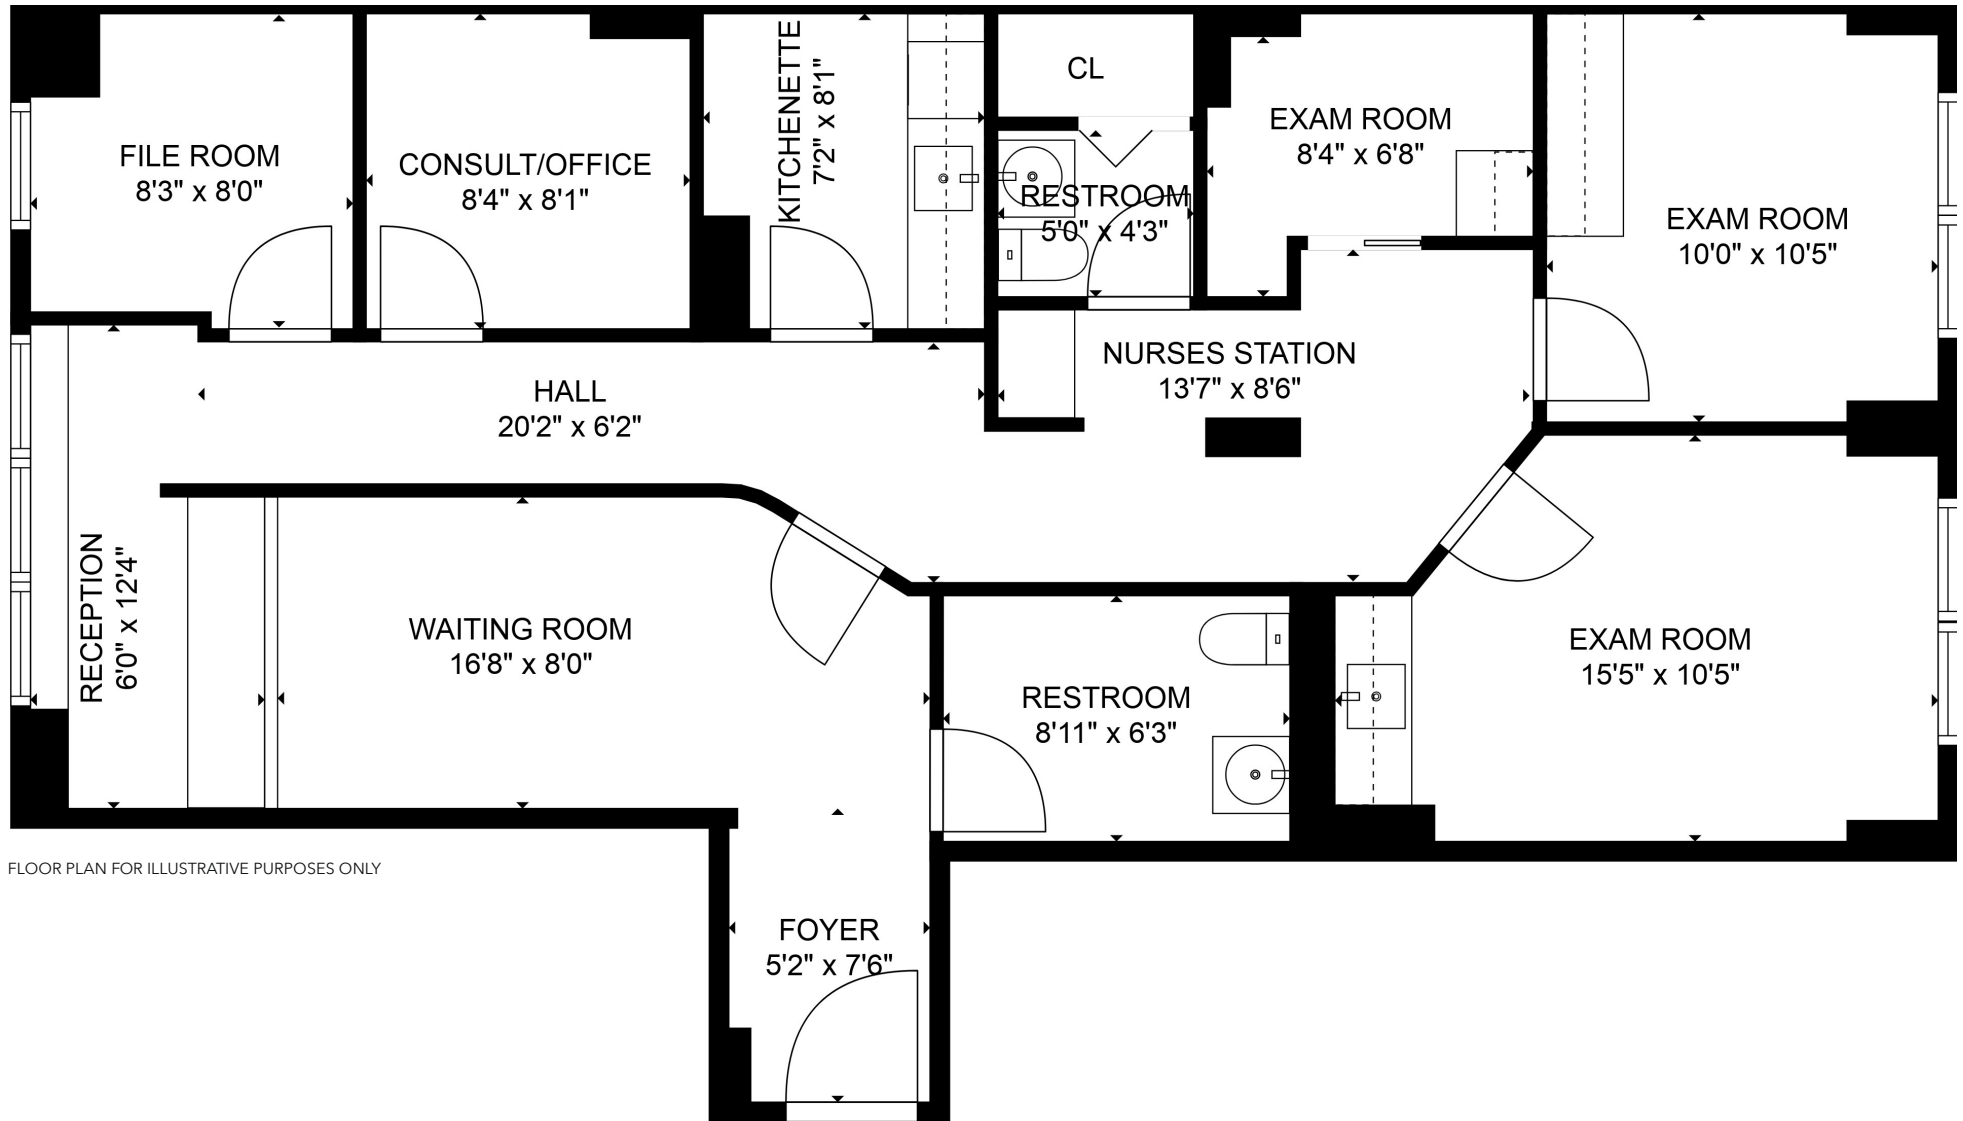 FILE ROOM
8'3" x 8'0"
CONSULT/OFFICE
8'4" x 8'1"
KITCHENETTE
7'2" x 8'1"
CL
RESTROOM
5'0" x 4'3"
EXAM ROOM
8'4" x 6'8"
EXAM ROOM
10'0" x 10'5"
HALL
20'2" x 6'2"
NURSES STATION
13'7" x 8'6"
RECEPTION
6'0" x 12'4"
WAITING ROOM
16'8" x 8'0"
RESTROOM
8'11" x 6'3"
EXAM ROOM
15'5" x 10'5"
FOYER
5'2" x 7'6"
FLOOR PLAN FOR ILLUSTRATIVE PURPOSES ONLY